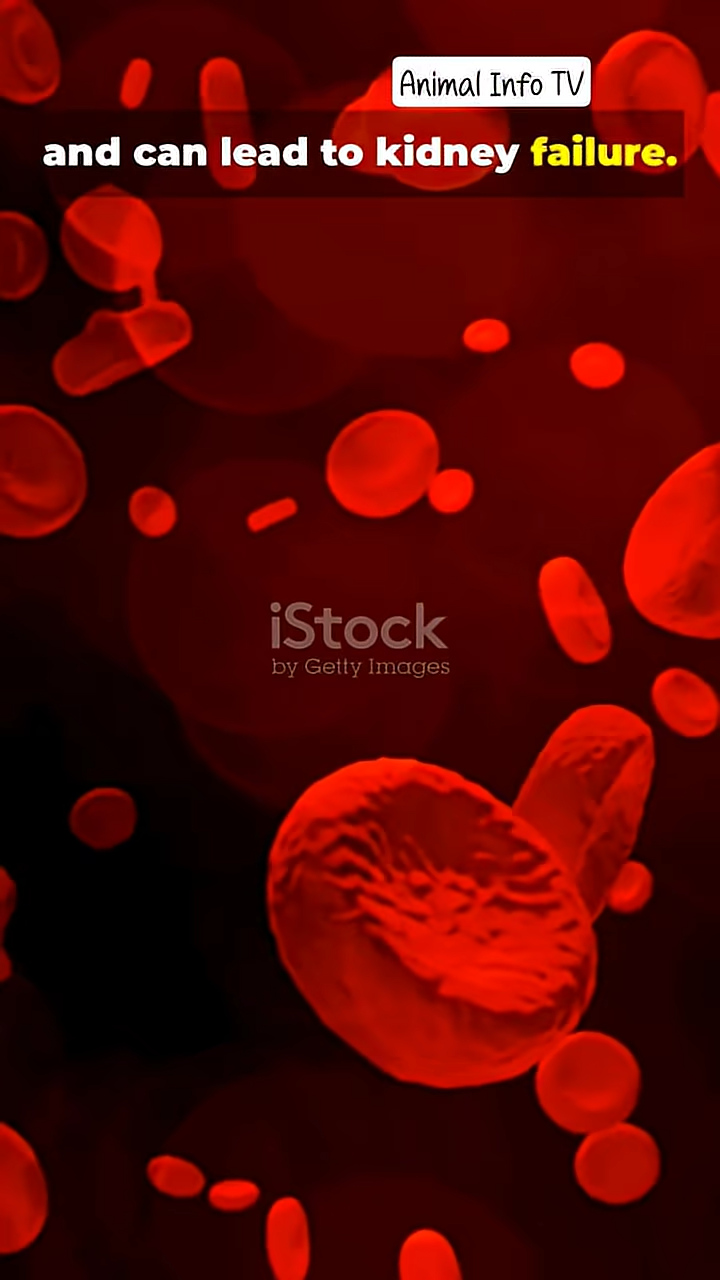 Animal Info TV
and can lead to kidney failure.
iStock
by Getty Images